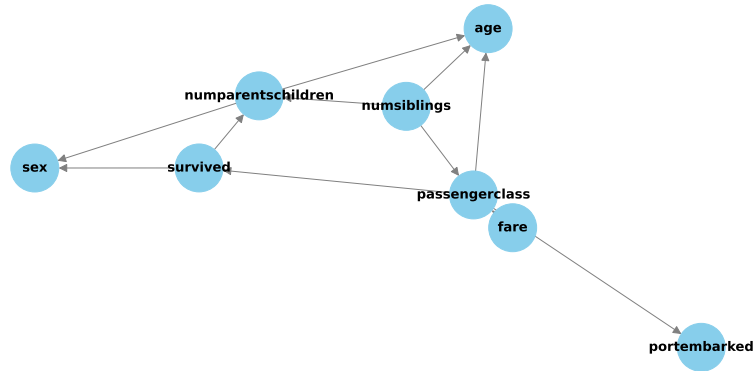 age
numparentschildren
numsiblings
sex
survived
passengerclass
fare
portembarked